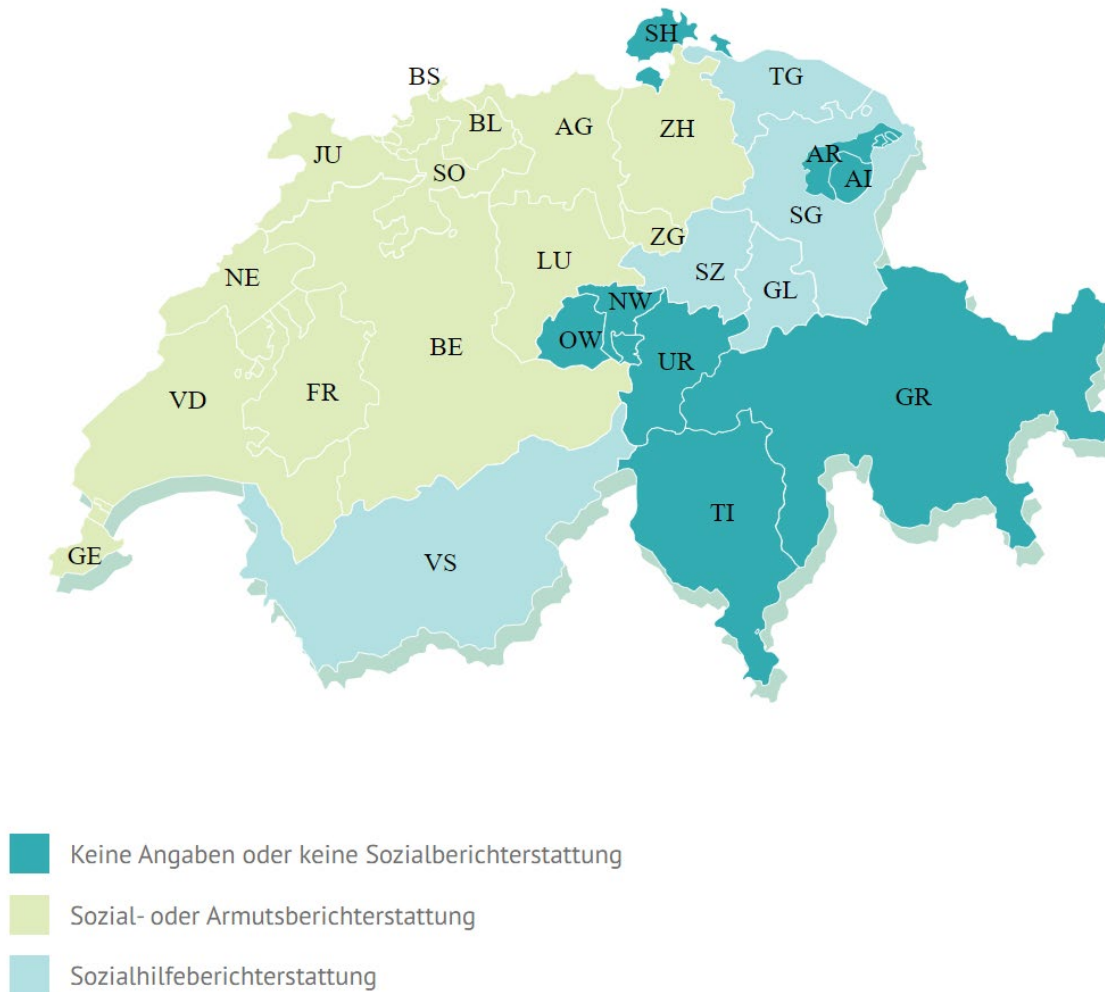 SH
BS
TG
BL
AG
ZH
JU
SO
AR
AI
SG
ZG
NE
LU
SZ
GL
NW
OW
BE
UR
VD
FR
GR
TI
GE
VS
Keine Angaben oder keine Sozialberichterstattung
Sozial- oder Armutsberichterstattung
Sozialhilfeberichterstattung